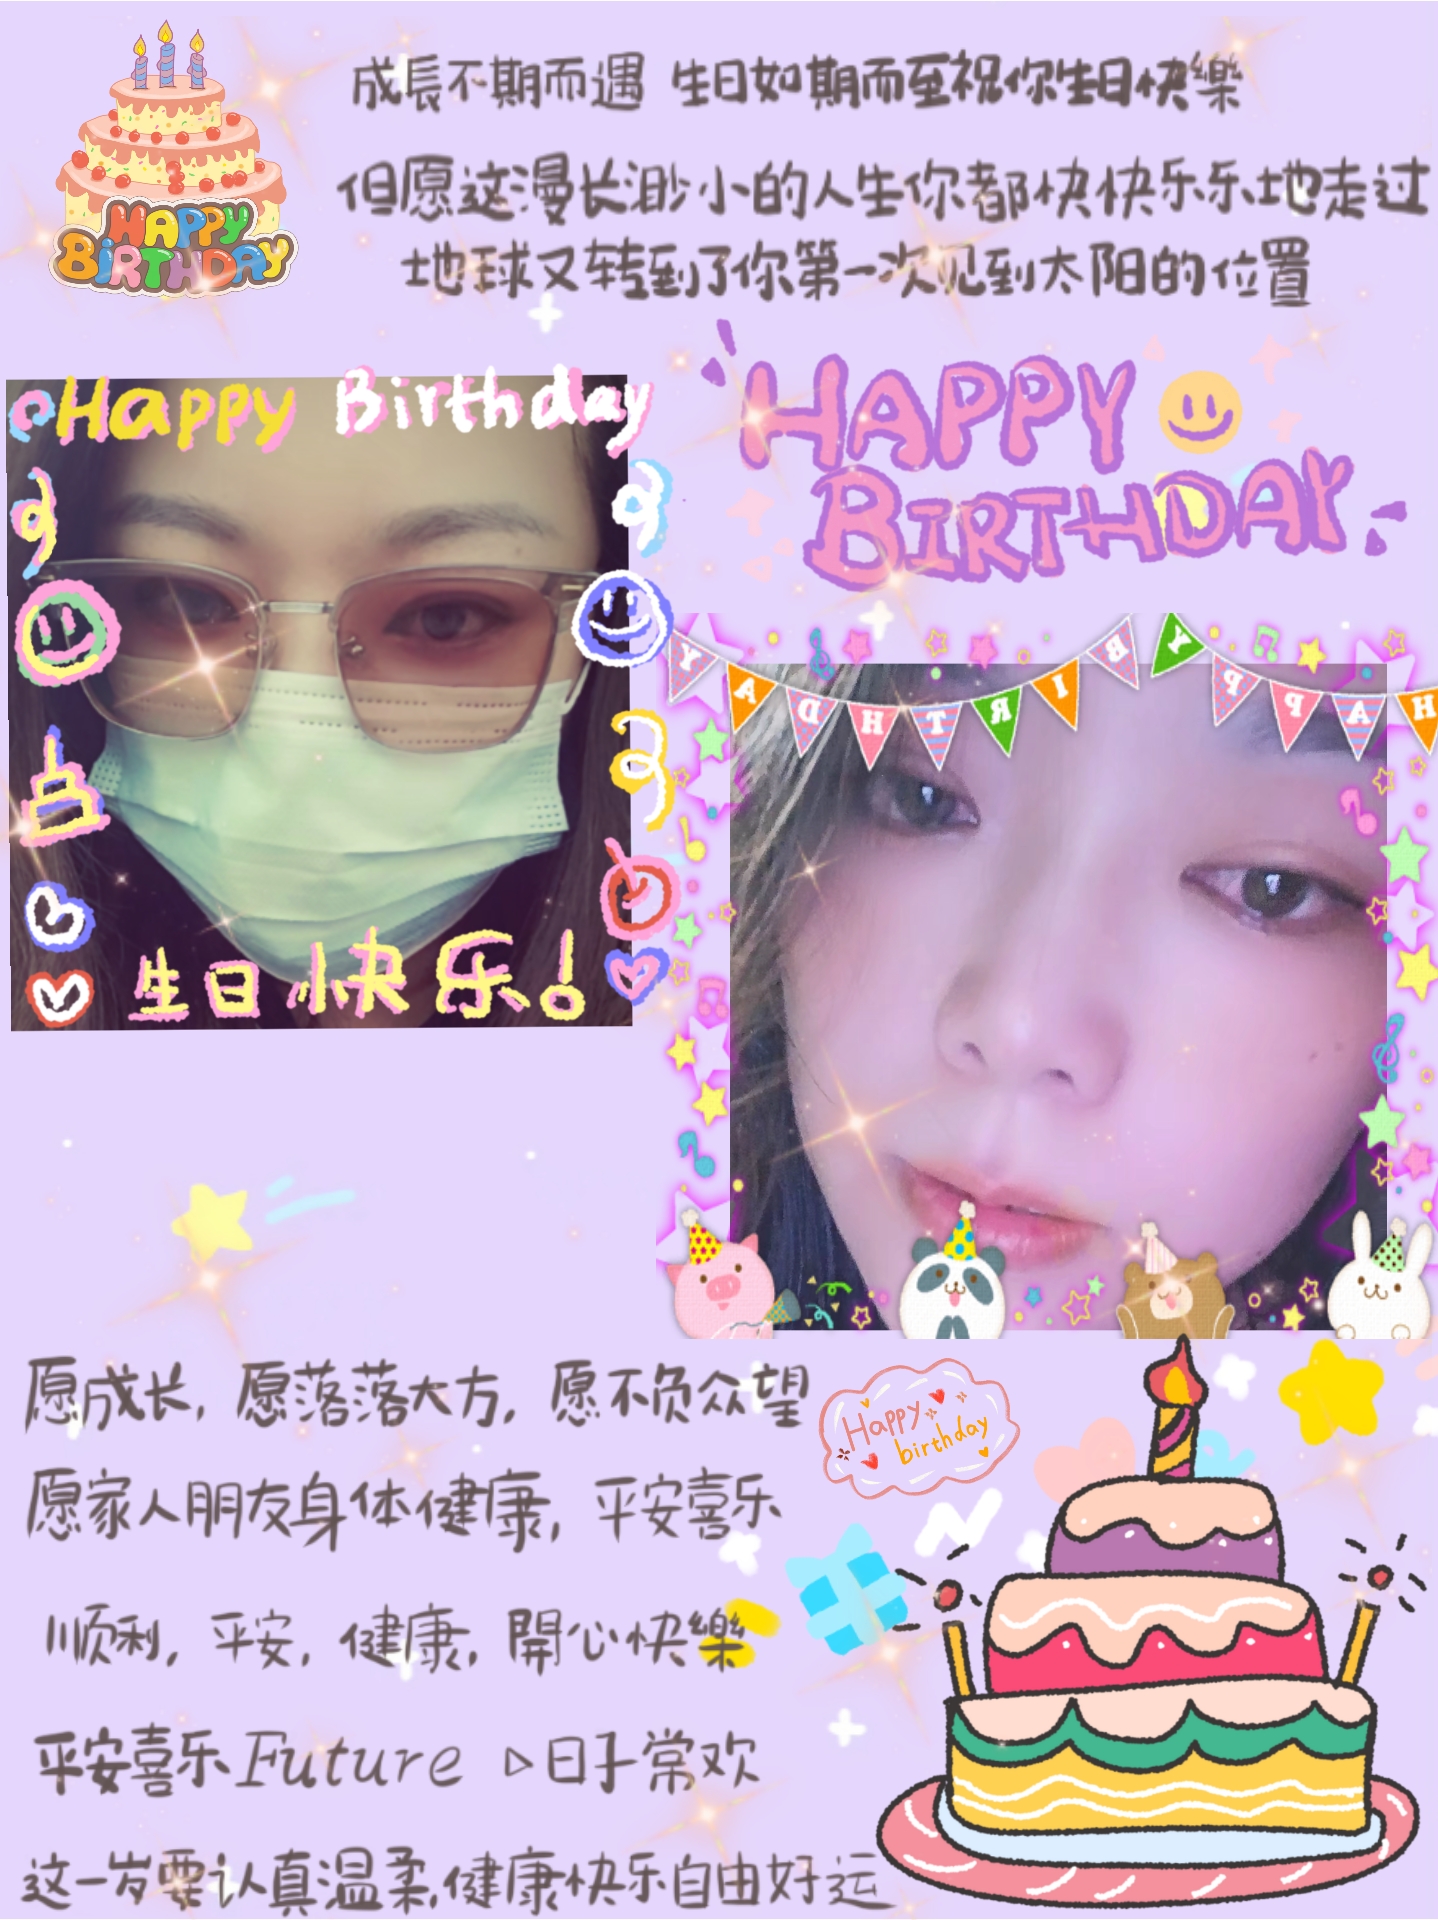 成長不期而遇 生日如期而至祝你生日快樂
HAPPY
BIRTHDAY
但愿这漫长渺小的人生你都快快乐乐地走过
地球又转到了你第一次见到太阳的位置
Happy Birthday
HAPPY
BIRTHDAY
HAPPY BIRTHDAY
生日快乐!
愿成长, 愿落落大方, 愿不负众望
Happy
birthday
愿家人朋友身体健康, 平安喜乐
顺利, 平安, 健康, 開心快樂
平安喜乐Future ▷日子常欢
这一岁要认真温柔,健康快乐自由好运